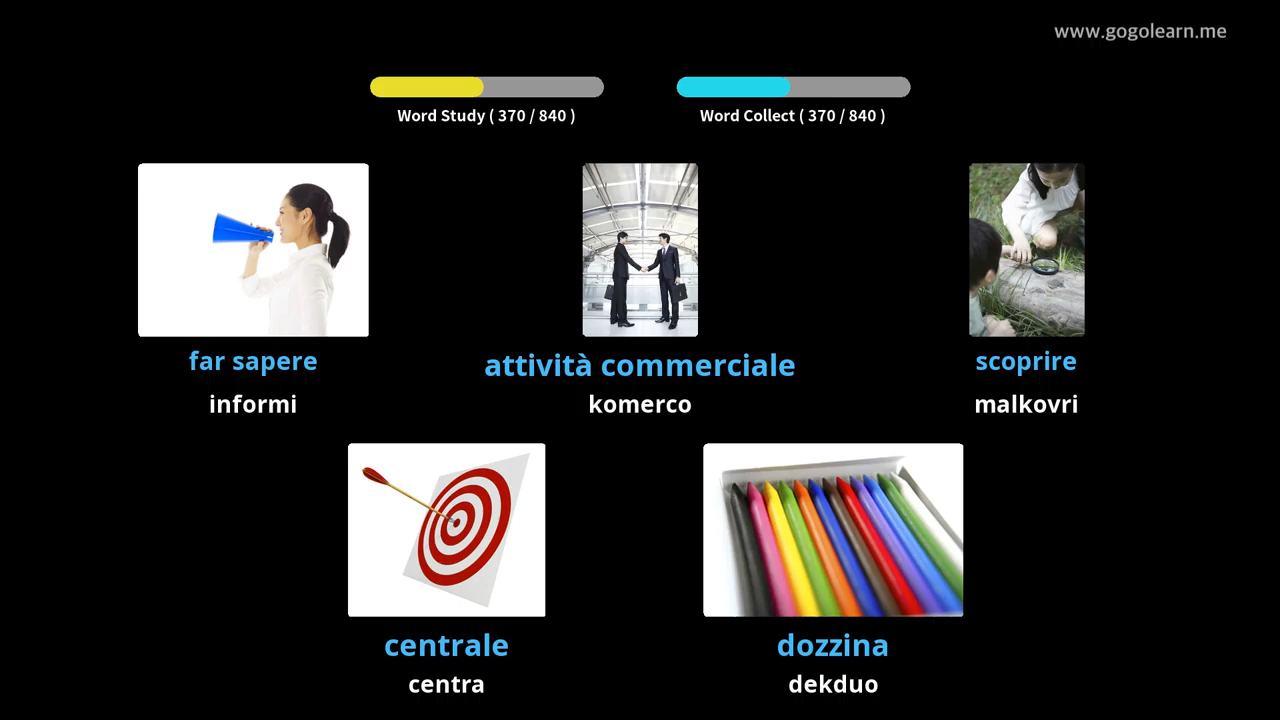 www.gogolearn.me
Word Study ( 370 / 840 )
Word Collect ( 370 / 840 )
far sapere
informi
attività commerciale
komerco
scoprire
malkovri
centrale
centra
dozzina
dekduo